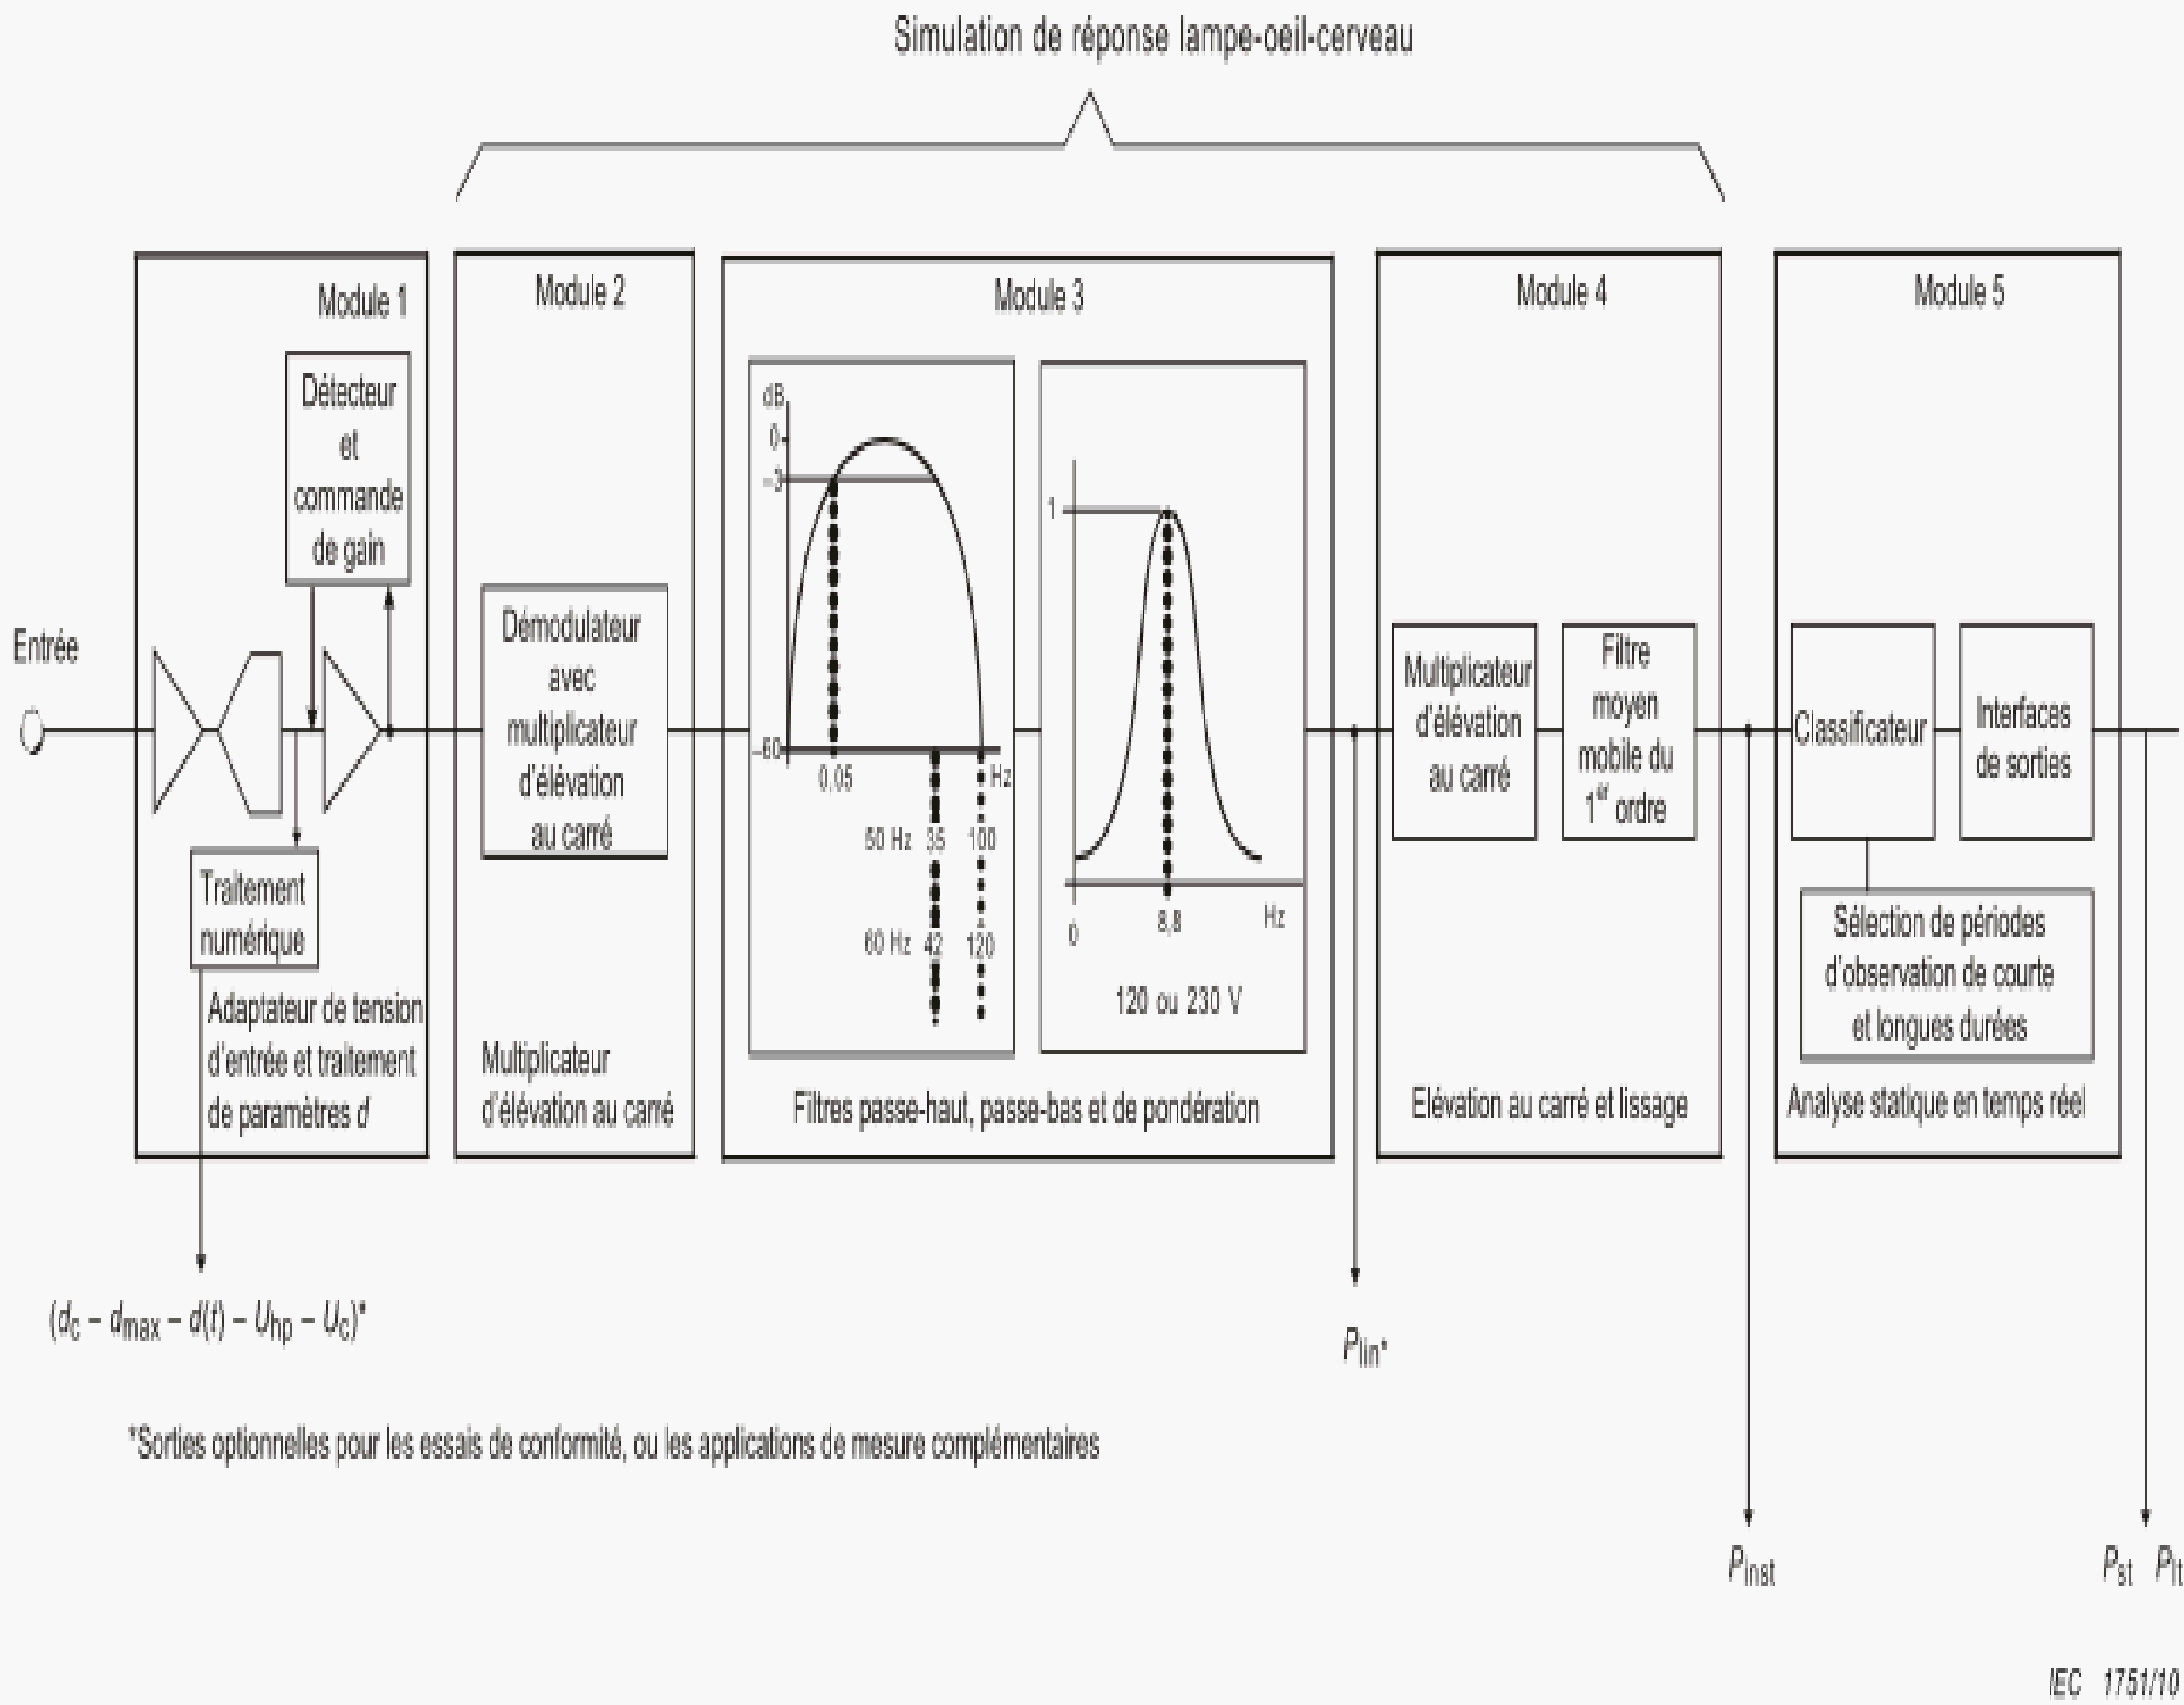 Simulation de réponse lampe-oeil-cerveau
Module 1
Détecteur
et
commande
de gain
Entrée
Traitement
numérique
Adaptateur de tension
d'entrée et traitement
de paramètres d
(dc – dmax – d(t) – Uhp – Uc)*
Module 2
Démodulateur
avec
multiplicateur
d'élévation
au carré
Multiplicateur
d'élévation au carré
Module 3
dB
0
–3
–60
0,05
Hz
50 Hz 35 100
60 Hz 42 120
1
0
8,8
Hz
120 ou 230 V
Filtres passe-haut, passe-bas et de pondération
Plin*
Module 4
Multiplicateur
d'élévation
au carré
Filtre
moyen
mobile du
1er ordre
Elévation au carré et lissage
Pinst
Module 5
Classificateur
Interfaces
de sorties
Sélection de périodes
d'observation de courte
et longues durées
Analyse statique en temps réel
Pst Plt
*Sorties optionnelles pour les essais de conformité, ou les applications de mesure complémentaires
IEC 1751/10